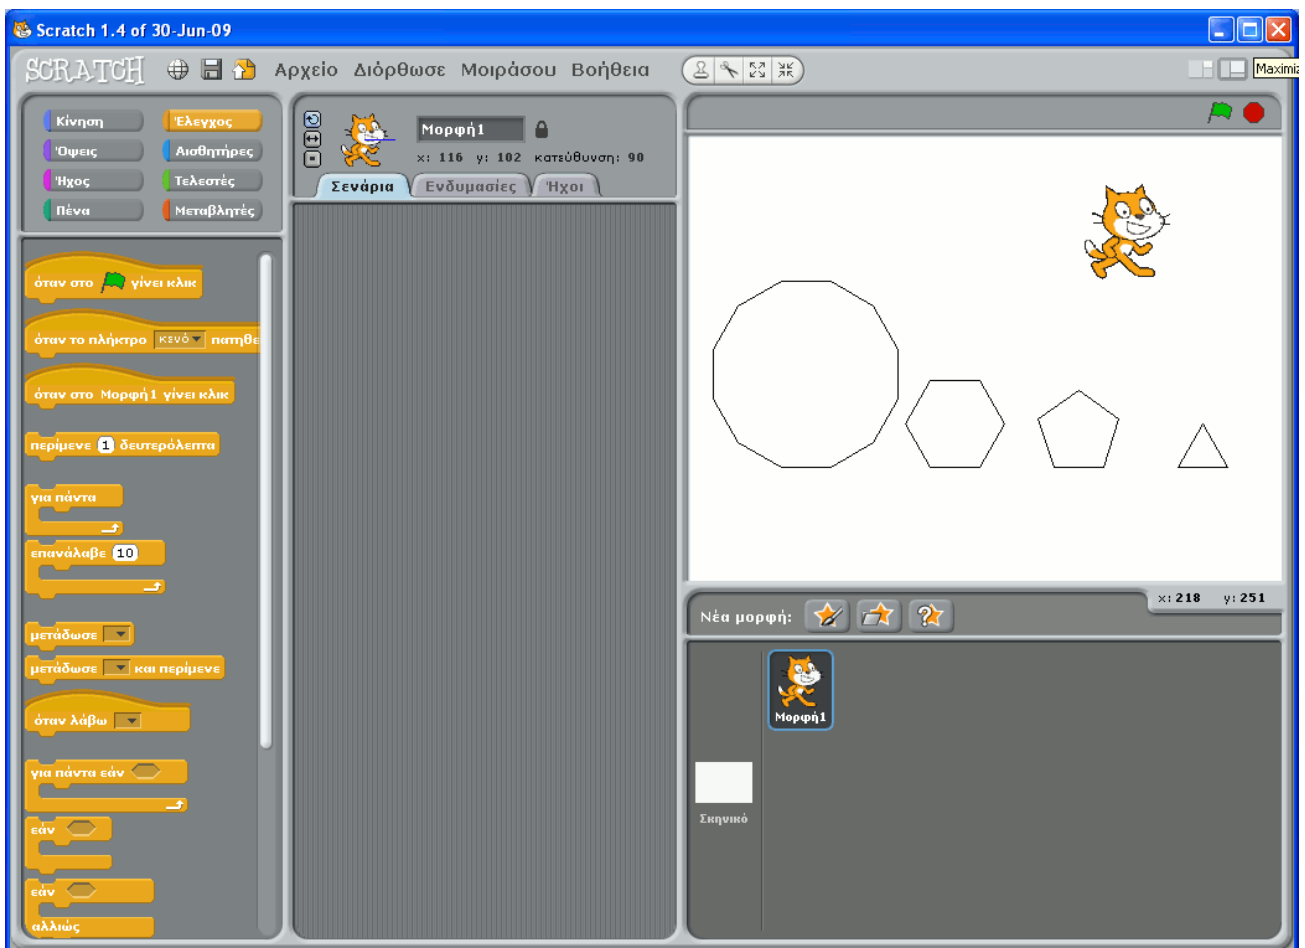 Scratch 1.4 of 30-Jun-09
SCRATCH Αρχείο Διόρθωσε Μοιράσου Βοήθεια
Maximiz
Κίνηση Έλεγχος
Όψεις Αισθητήρες
Ήχος Τελεστές
Πένα Μεταβλητές
όταν στο γίνει κλικ
όταν το πλήκτρο κενό πατηθε
όταν στο Μορφή1 γίνει κλικ
περίμενε 1 δευτερόλεπτα
για πάντα
επανάλαβε 10
μετάδωσε
μετάδωσε και περίμενε
όταν λάβω
για πάντα εάν
εάν
εάν
αλλιώς
Μορφή1
x: 116 y: 102 κατεύθυνση: 90
Σενάρια Ενδυμασίες Ήχοι
x: 218 y: 251
Νέα μορφή:
Μορφή1
Σκηνικό